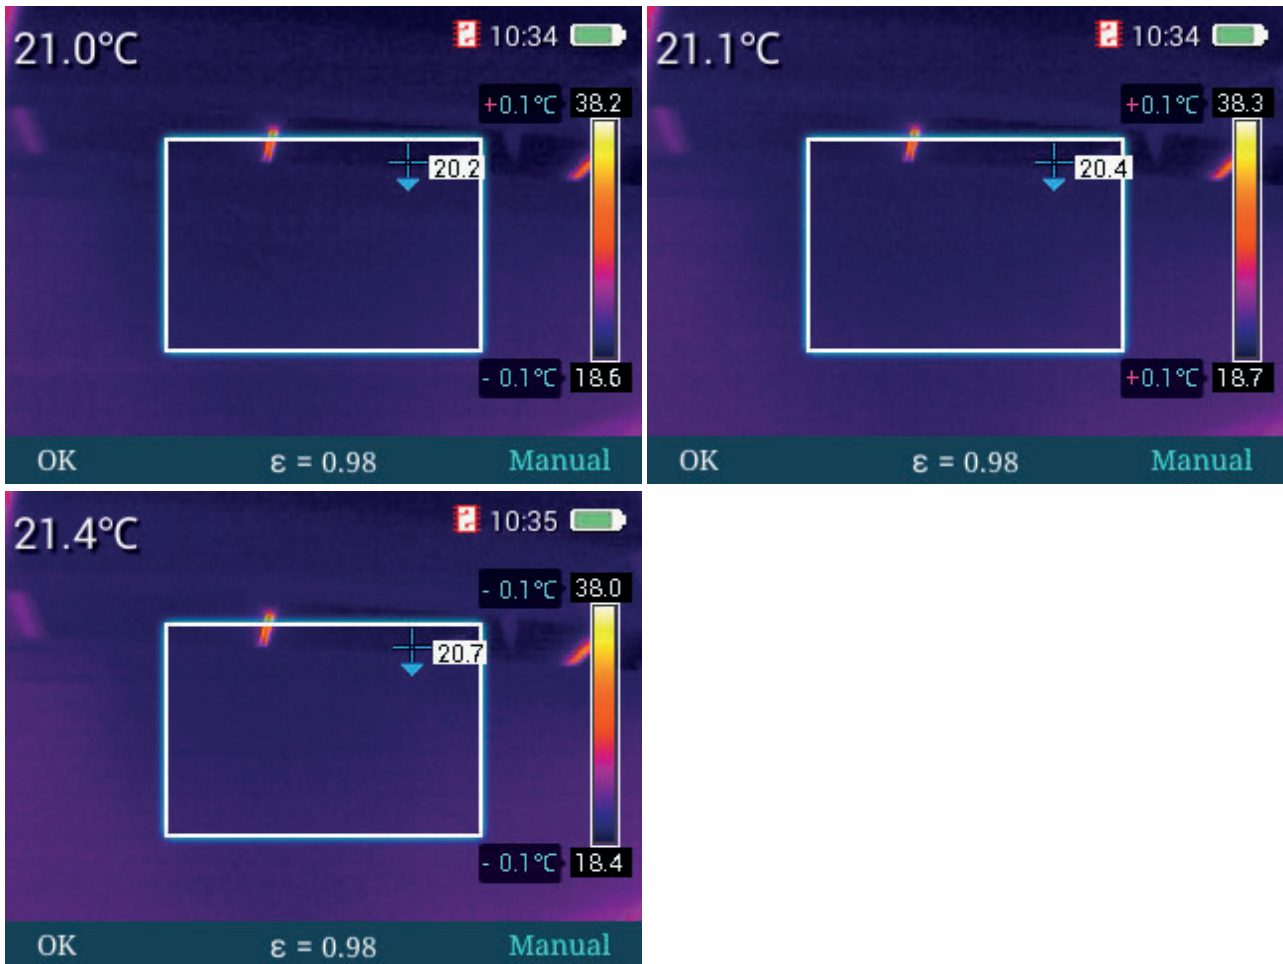 21.0°C 10:34
+0.1°C 38.2
20.2
- 0.1°C 18.6
OK ε = 0.98 Manual
21.1°C 10:34
+0.1°C 38.3
20.4
+0.1°C 18.7
OK ε = 0.98 Manual
21.4°C 10:35
- 0.1°C 38.0
20.7
- 0.1°C 18.4
OK ε = 0.98 Manual